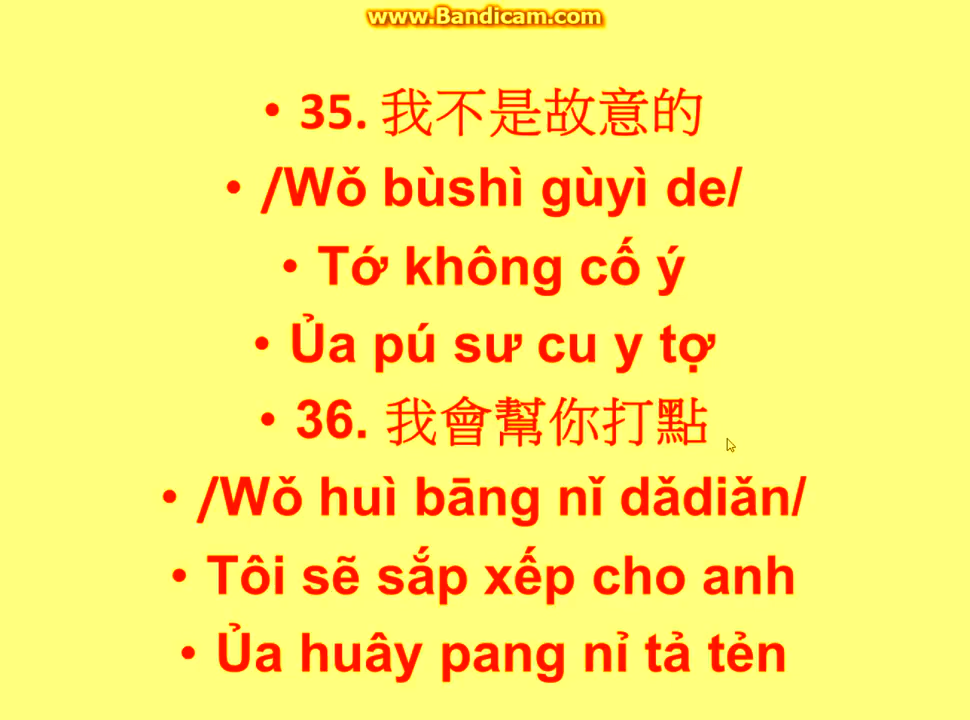 www.Bandicam.com
• 35. 我不是故意的
• /Wǒ bùshì gùyì de/
• Tớ không cố ý
• Ủa pú sư cu y tợ
• 36. 我會幫你打點
• /Wǒ huì bāng nǐ dǎdiǎn/
• Tôi sẽ sắp xếp cho anh
• Ủa huây pang nỉ tả tẻn